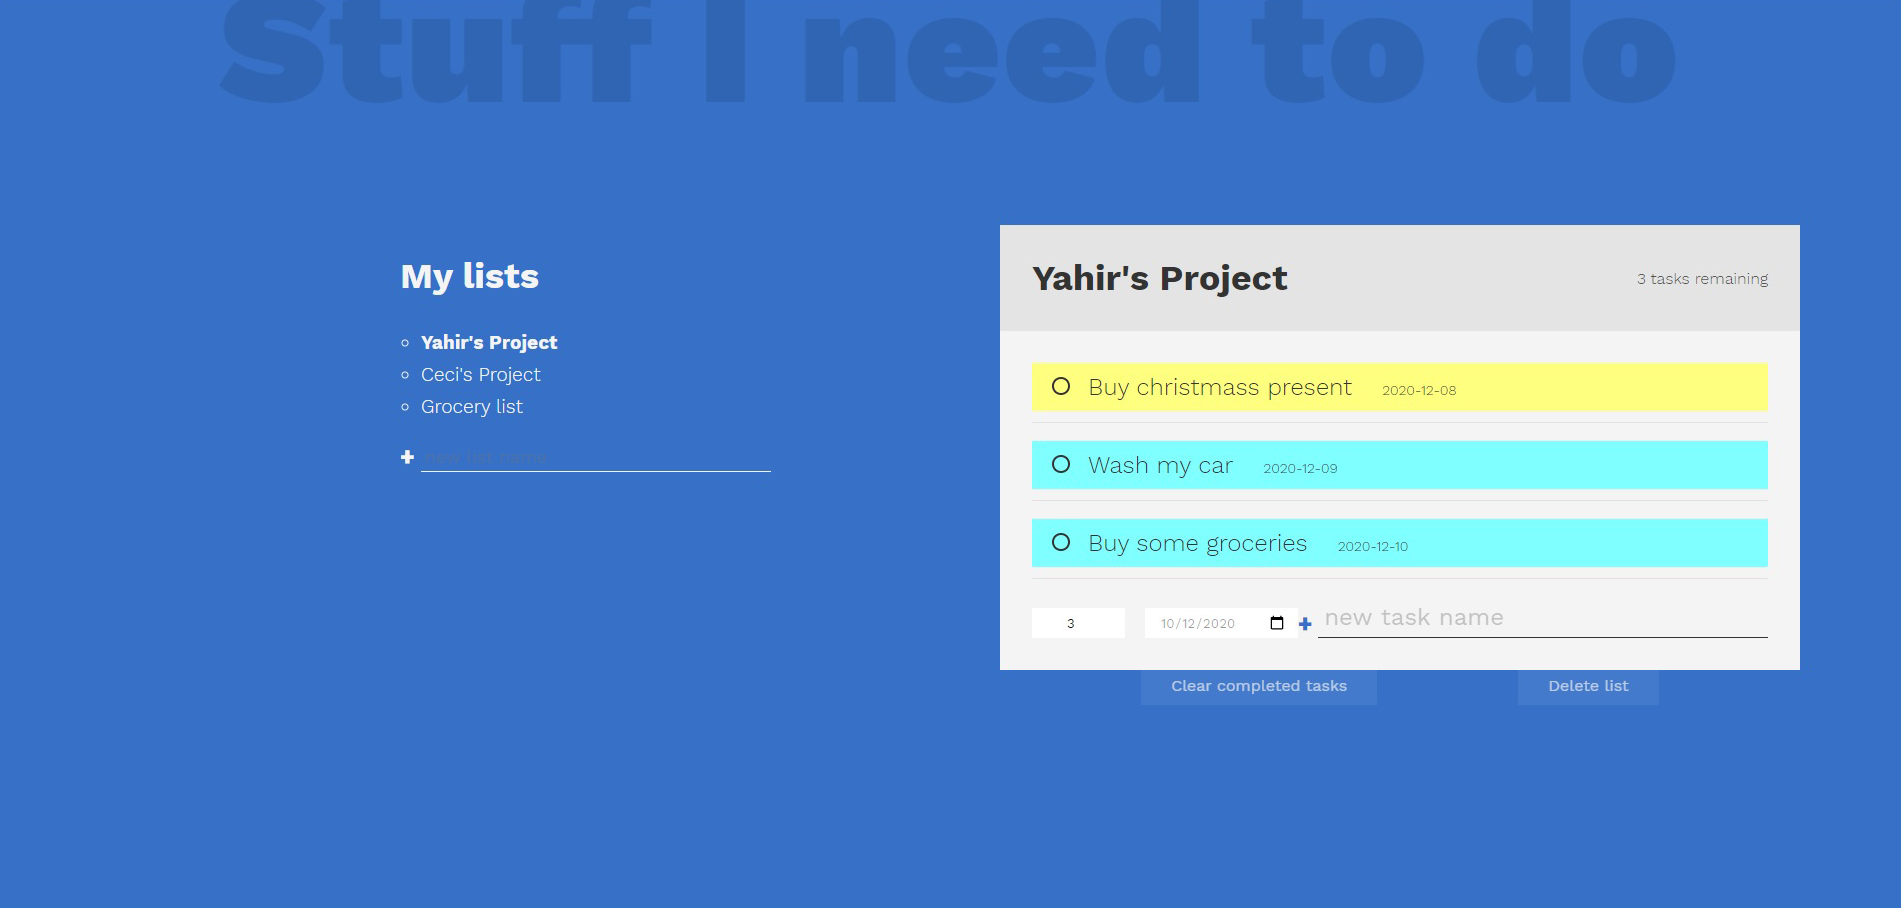 Stuff I need to do
My lists
Yahir's Project
Ceci's Project
Grocery list
new list name
Yahir's Project
3 tasks remaining
Buy christmass present 2020-12-08
Wash my car 2020-12-09
Buy some groceries 2020-12-10
3 10/12/2020 + new task name
Clear completed tasks
Delete list